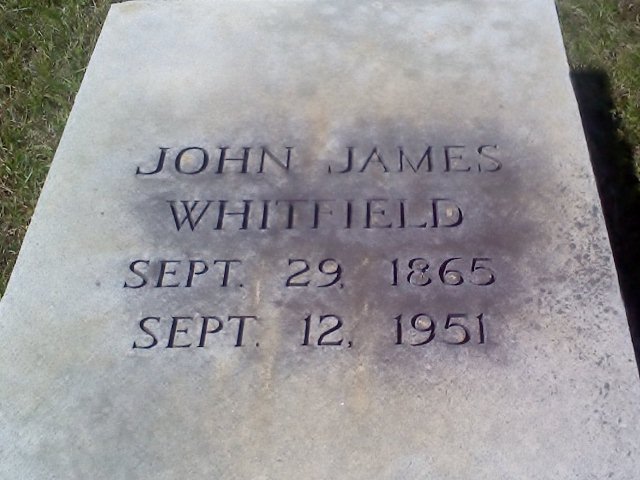 JOHN JAMES
WHITFIELD
SEPT. 29, 1865
SEPT. 12, 1951